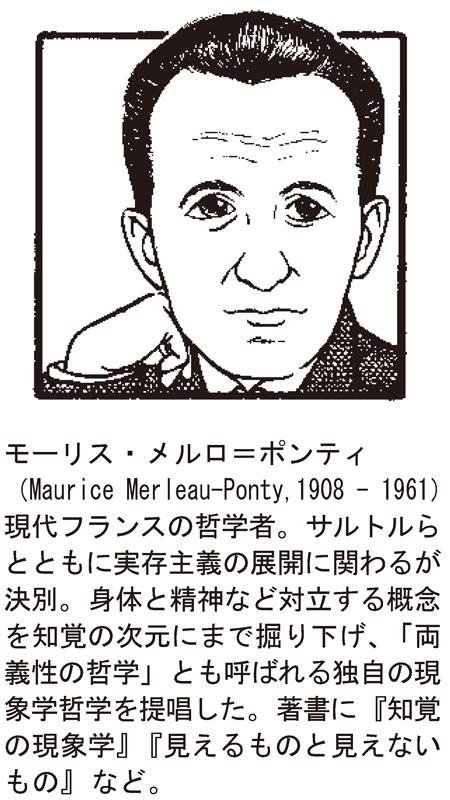 モーリス・メルロ＝ポンティ
（Maurice Merleau-Ponty,1908 – 1961）
現代フランスの哲学者。サルトルら
とともに実存主義の展開に関わるが
決別。身体と精神など対立する概念
を知覚の次元にまで掘り下げ、「両
義性の哲学」とも呼ばれる独自の現
象学哲学を提唱した。著書に『知覚
の現象学』『見えるものと見えない
もの』など。